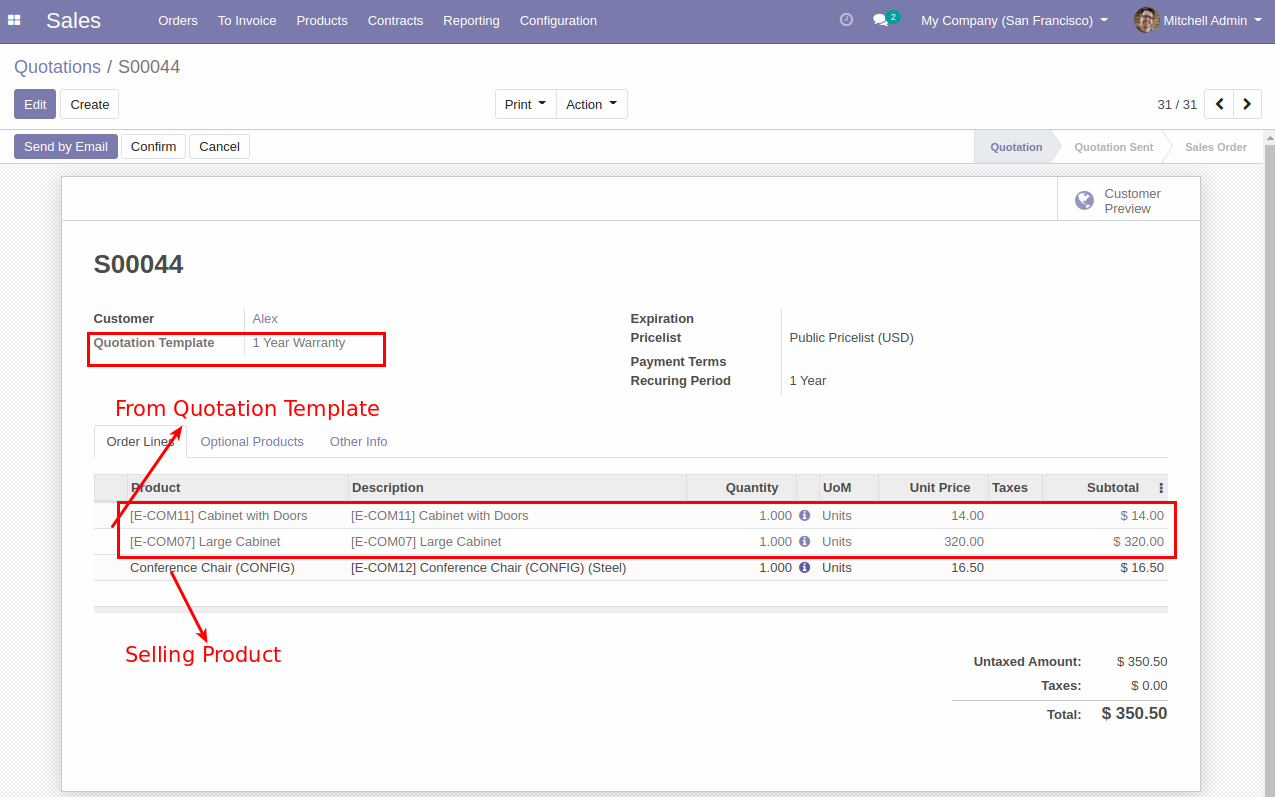 Sales Orders To Invoice Products Contracts Reporting Configuration 2 My Company (San Francisco) Mitchell Admin
Quotations / S00044
Edit Create Print Action 31 / 31
Send by Email Confirm Cancel Quotation Quotation Sent Sales Order
Customer
Preview
S00044
Customer Alex Expiration
Quotation Template 1 Year Warranty Pricelist Public Pricelist (USD)
Payment Terms
Recuring Period 1 Year
From Quotation Template
Order Lines Optional Products Other Info
Product Description Quantity UoM Unit Price Taxes Subtotal
[E-COM11] Cabinet with Doors [E-COM11] Cabinet with Doors 1.000 Units 14.00 $ 14.00
[E-COM07] Large Cabinet [E-COM07] Large Cabinet 1.000 Units 320.00 $ 320.00
Conference Chair (CONFIG) [E-COM12] Conference Chair (CONFIG) (Steel) 1.000 Units 16.50 $ 16.50
Selling Product
Untaxed Amount: $ 350.50
Taxes: $ 0.00
Total: $ 350.50